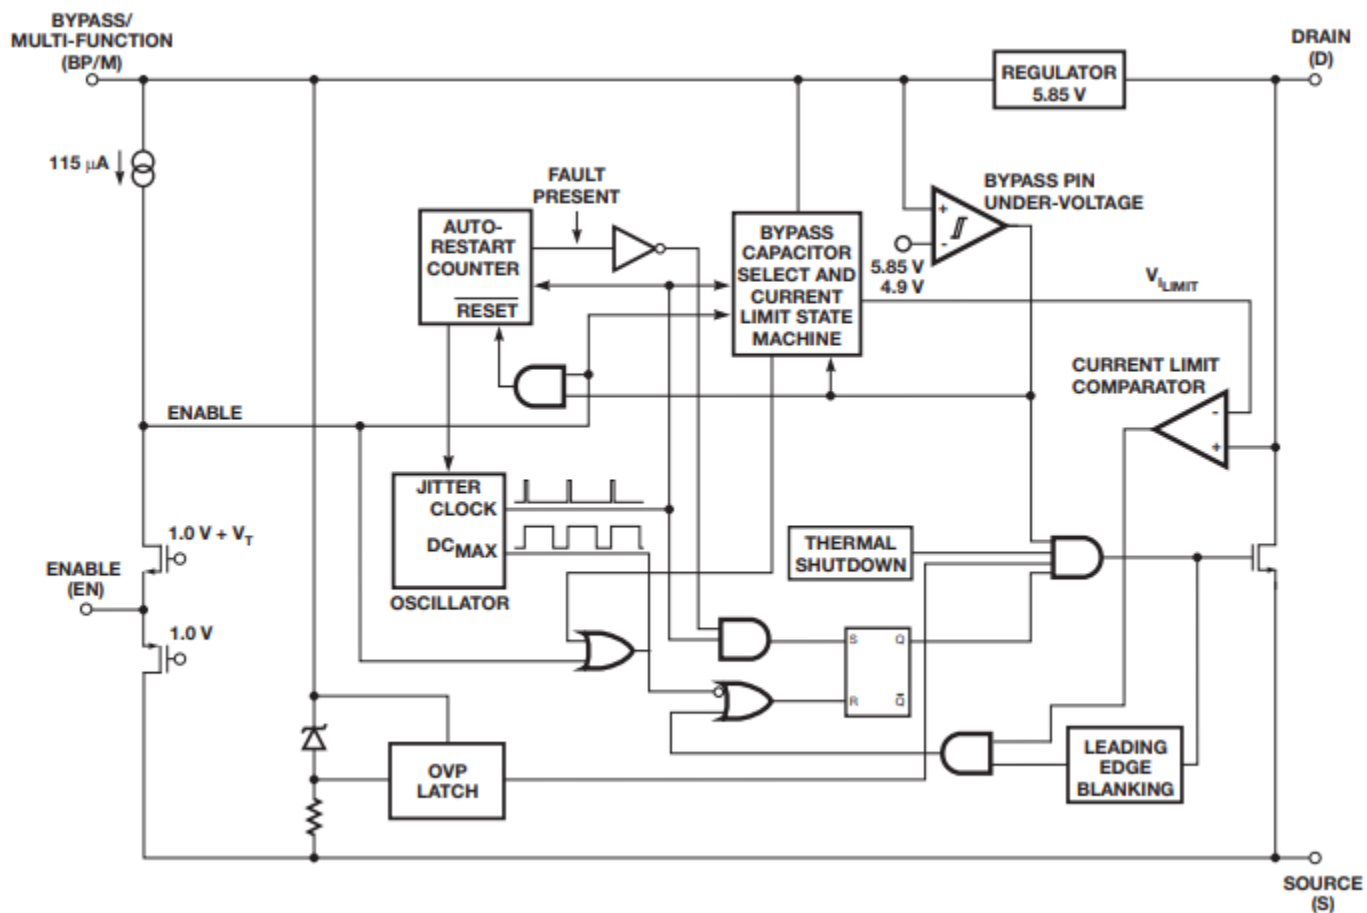 BYPASS/
MULTI-FUNCTION
(BP/M)
DRAIN
(D)
REGULATOR
5.85 V
115 μA
FAULT
PRESENT
BYPASS PIN
UNDER-VOLTAGE
+
-
5.85 V
4.9 V
AUTO-
RESTART
COUNTER
RESET
BYPASS
CAPACITOR
SELECT AND
CURRENT
LIMIT STATE
MACHINE
VILIMIT
CURRENT LIMIT
COMPARATOR
-
+
ENABLE
JITTER
CLOCK
DCMAX
OSCILLATOR
1.0 V + VT
ENABLE
(EN)
1.0 V
THERMAL
SHUTDOWN
S Q
R Q̅
OVP
LATCH
LEADING
EDGE
BLANKING
SOURCE
(S)